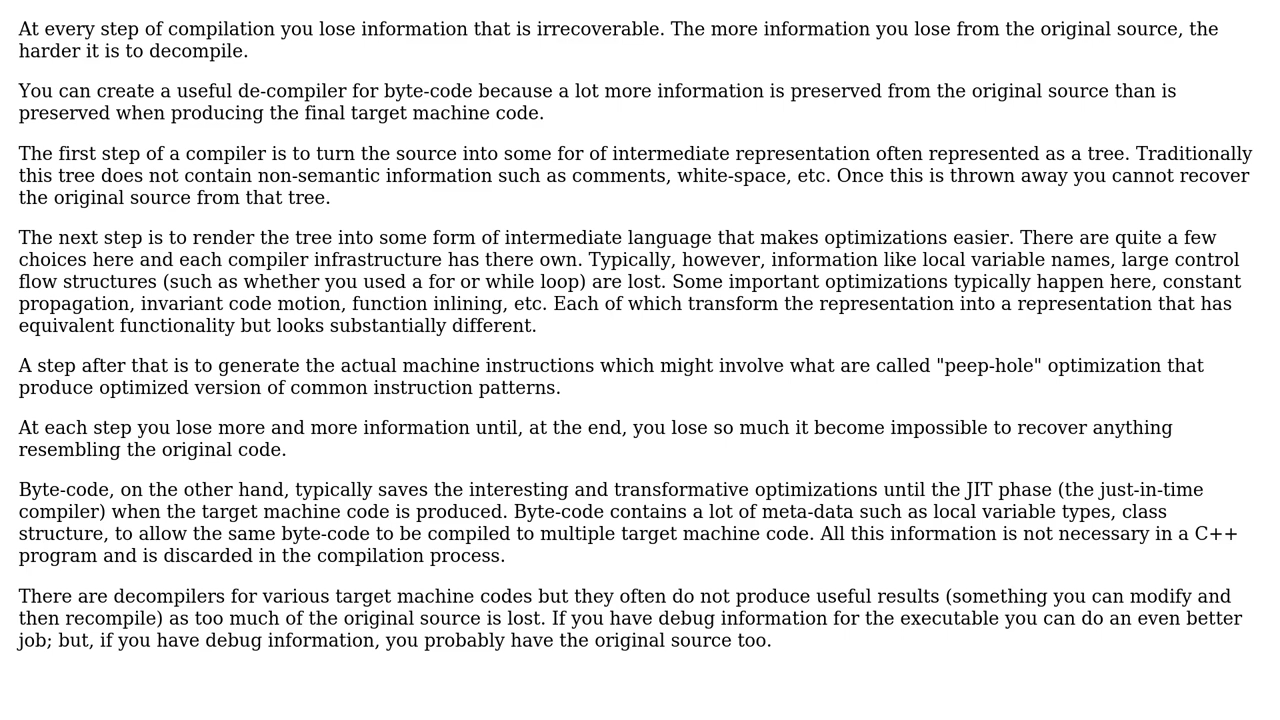 At every step of compilation you lose information that is irrecoverable. The more information you lose from the original source, the
harder it is to decompile.
You can create a useful de-compiler for byte-code because a lot more information is preserved from the original source than is
preserved when producing the final target machine code.
The first step of a compiler is to turn the source into some for of intermediate representation often represented as a tree. Traditionally
this tree does not contain non-semantic information such as comments, white-space, etc. Once this is thrown away you cannot recover
the original source from that tree.
The next step is to render the tree into some form of intermediate language that makes optimizations easier. There are quite a few
choices here and each compiler infrastructure has there own. Typically, however, information like local variable names, large control
flow structures (such as whether you used a for or while loop) are lost. Some important optimizations typically happen here, constant
propagation, invariant code motion, function inlining, etc. Each of which transform the representation into a representation that has
equivalent functionality but looks substantially different.
A step after that is to generate the actual machine instructions which might involve what are called "peep-hole" optimization that
produce optimized version of common instruction patterns.
At each step you lose more and more information until, at the end, you lose so much it become impossible to recover anything
resembling the original code.
Byte-code, on the other hand, typically saves the interesting and transformative optimizations until the JIT phase (the just-in-time
compiler) when the target machine code is produced. Byte-code contains a lot of meta-data such as local variable types, class
structure, to allow the same byte-code to be compiled to multiple target machine code. All this information is not necessary in a C++
program and is discarded in the compilation process.
There are decompilers for various target machine codes but they often do not produce useful results (something you can modify and
then recompile) as too much of the original source is lost. If you have debug information for the executable you can do an even better
job; but, if you have debug information, you probably have the original source too.